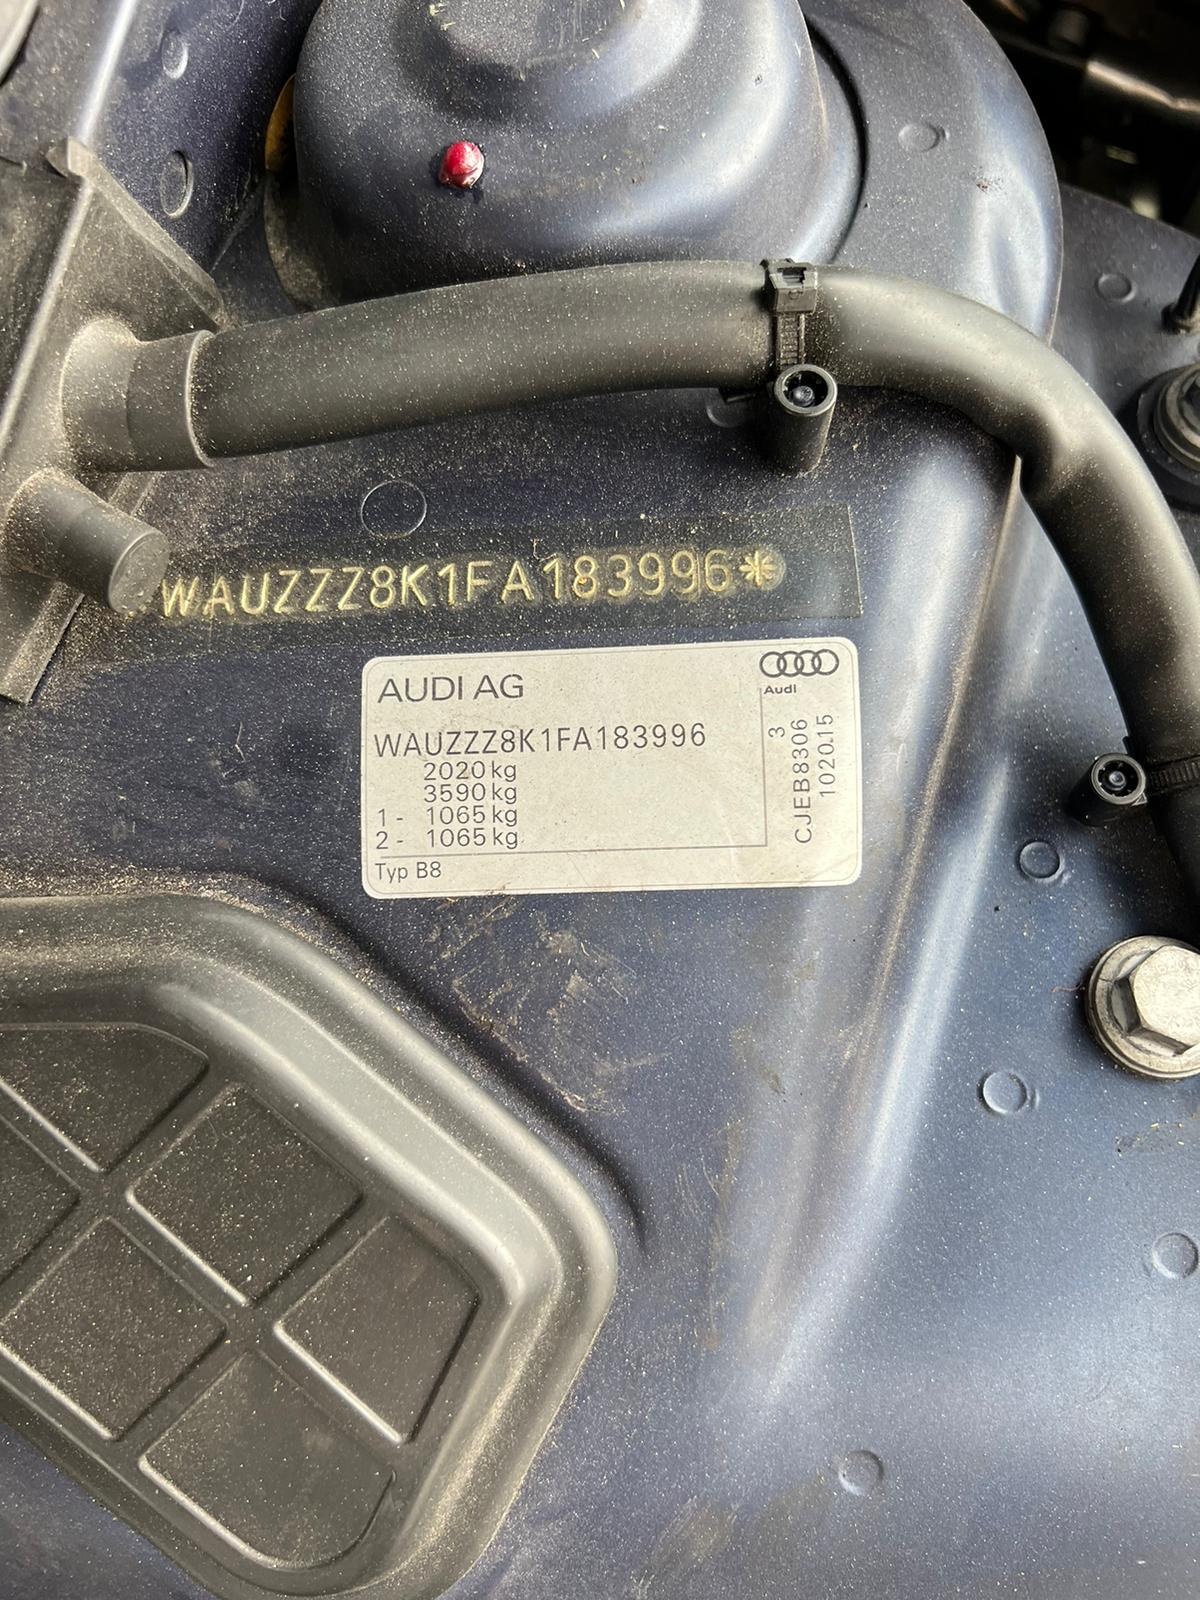 WAUZZZ8K1FA183996*
AUDI AG
Audi
WAUZZZ8K1FA183996
2020 kg
3590 kg
1 - 1065 kg
2 - 1065 kg
Typ B8
3
CJEB8306
1020.15